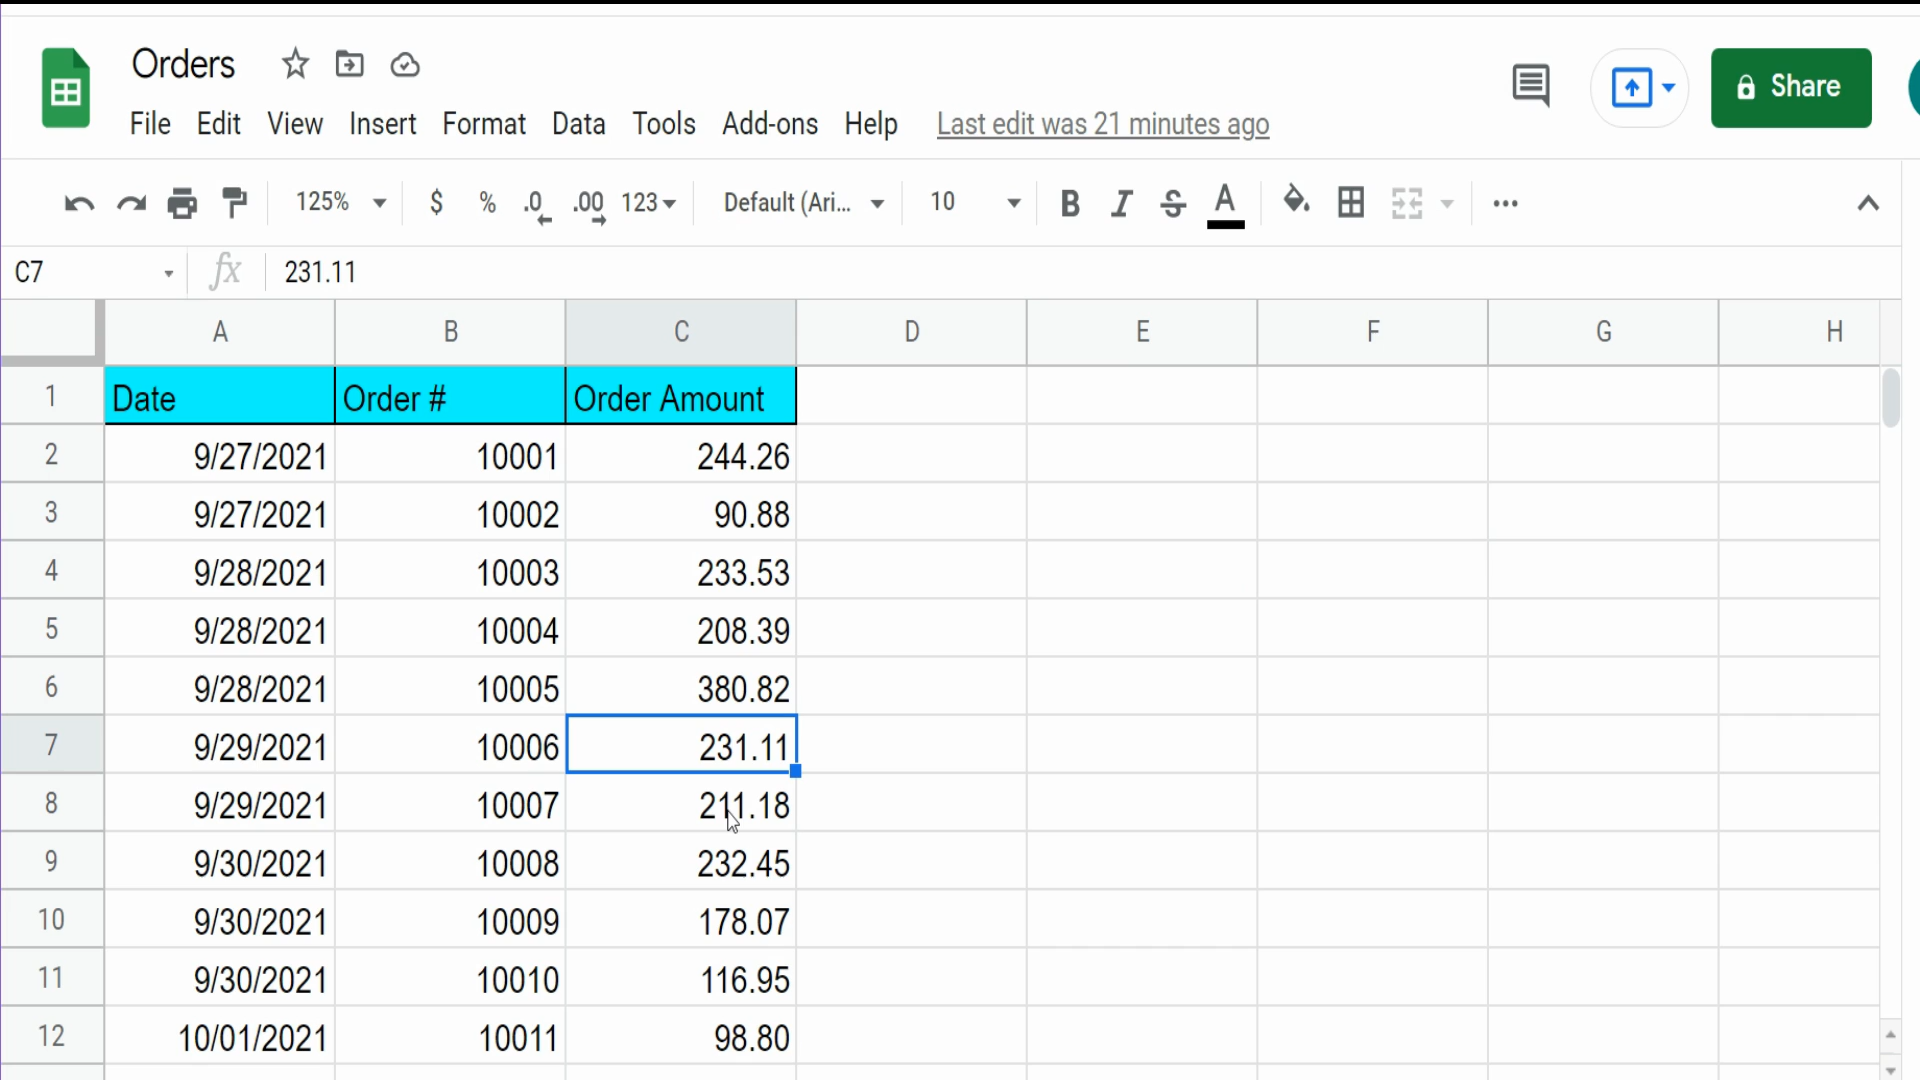 Orders
File Edit View Insert Format Data Tools Add-ons Help Last edit was 21 minutes ago
Share
125% $ % .0 .00 123 Default (Ari... 10 B I S A
C7 fx 231.11
A B C D E F G H
1 Date Order # Order Amount
2 9/27/2021 10001 244.26
3 9/27/2021 10002 90.88
4 9/28/2021 10003 233.53
5 9/28/2021 10004 208.39
6 9/28/2021 10005 380.82
7 9/29/2021 10006 231.11
8 9/29/2021 10007 211.18
9 9/30/2021 10008 232.45
10 9/30/2021 10009 178.07
11 9/30/2021 10010 116.95
12 10/01/2021 10011 98.80